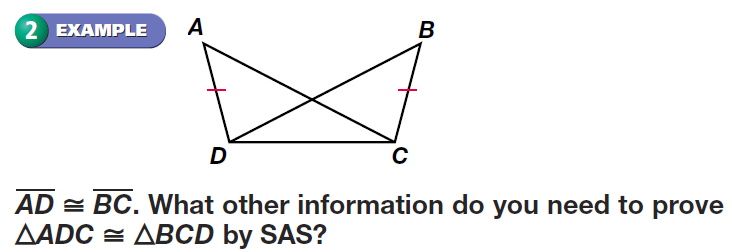 2 EXAMPLE
A
B
D
C
AD ≅ BC. What other information do you need to prove
△ADC ≅ △BCD by SAS?